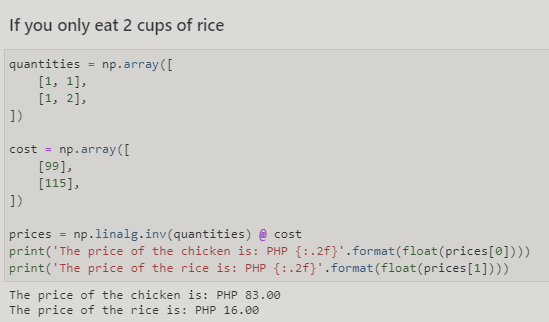 If you only eat 2 cups of rice
quantities = np.array([
    [1, 1],
    [1, 2],
])
cost = np.array([
    [99],
    [115],
])
prices = np.linalg.inv(quantities) @ cost
print('The price of the chicken is: PHP {:.2f}'.format(float(prices[0])))
print('The price of the rice is: PHP {:.2f}'.format(float(prices[1])))
The price of the chicken is: PHP 83.00
The price of the rice is: PHP 16.00